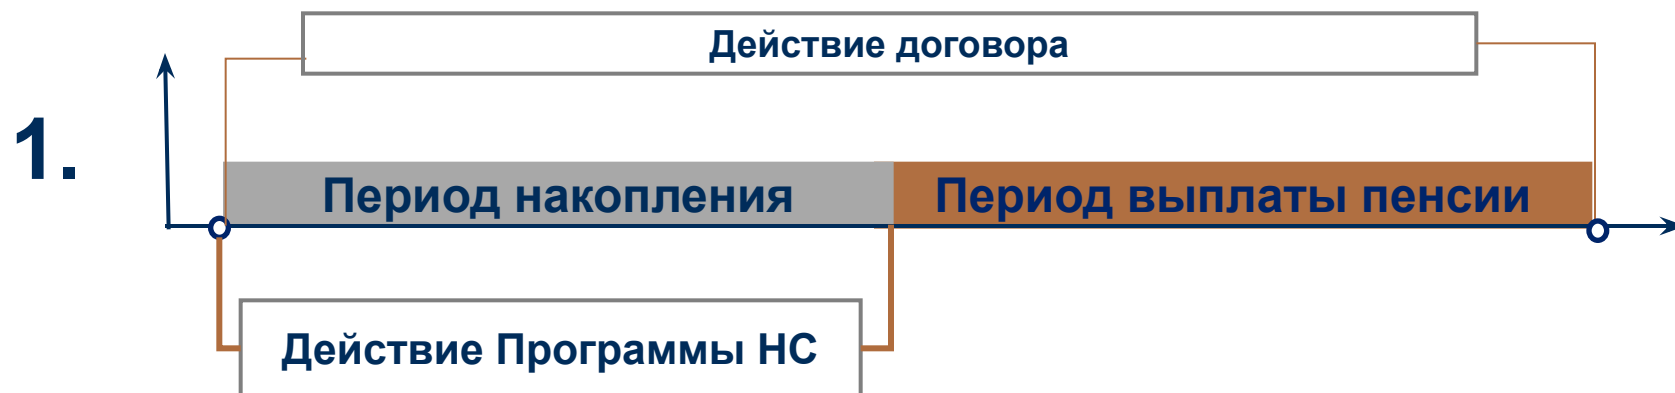 Действие договора
1.
Период накопления
Период выплаты пенсии
Действие Программы НС